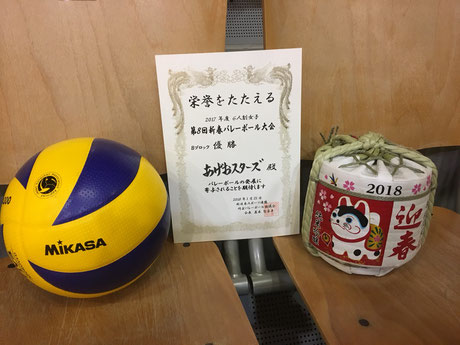 栄誉をたたえる
2017年度 6人制女子
第8回新春バレーボール大会
Bブロック 優勝
あげおスターズ 殿
バレーボールの発展に
寄与されることを期待します
MIKASA
2018
迎春